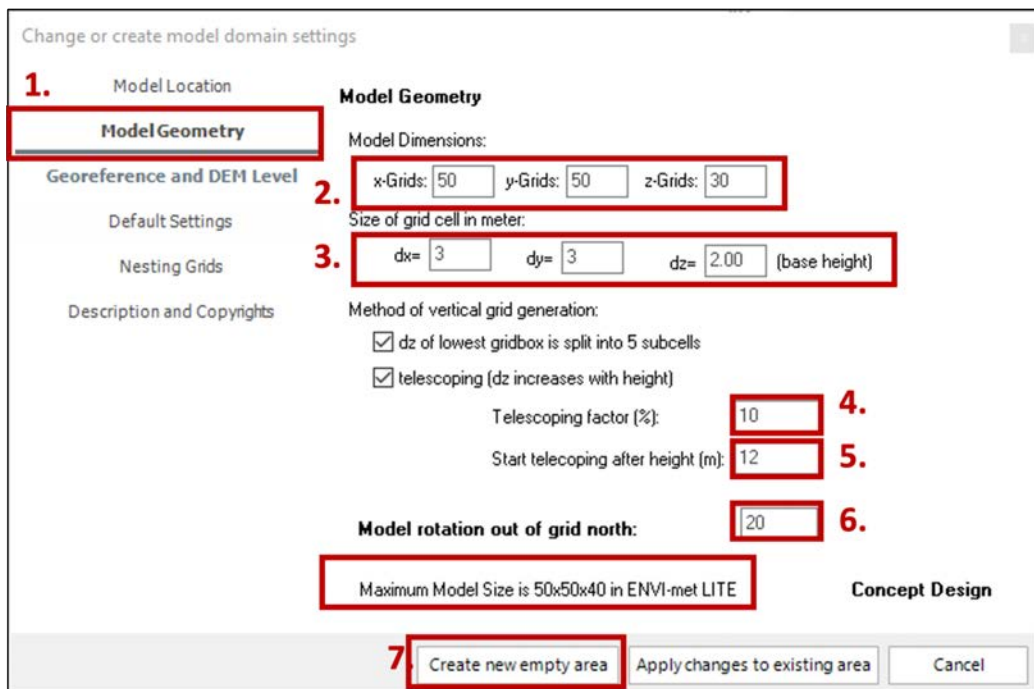 Change or create model domain settings
1. Model Location
Model Geometry
Georeference and DEM Level
Default Settings
Nesting Grids
Description and Copyrights
Model Geometry
Model Dimensions:
2. x-Grids: 50 y-Grids: 50 z-Grids: 30
Size of grid cell in meter:
3. dx= 3 dy= 3 dz= 2.00 (base height)
Method of vertical grid generation:
dz of lowest gridbox is split into 5 subcells
telescoping (dz increases with height)
Telescoping factor (%): 10 4.
Start telecoping after height (m): 12 5.
Model rotation out of grid north: 20 6.
Maximum Model Size is 50x50x40 in ENVI-met LITE Concept Design
7. Create new empty area Apply changes to existing area Cancel